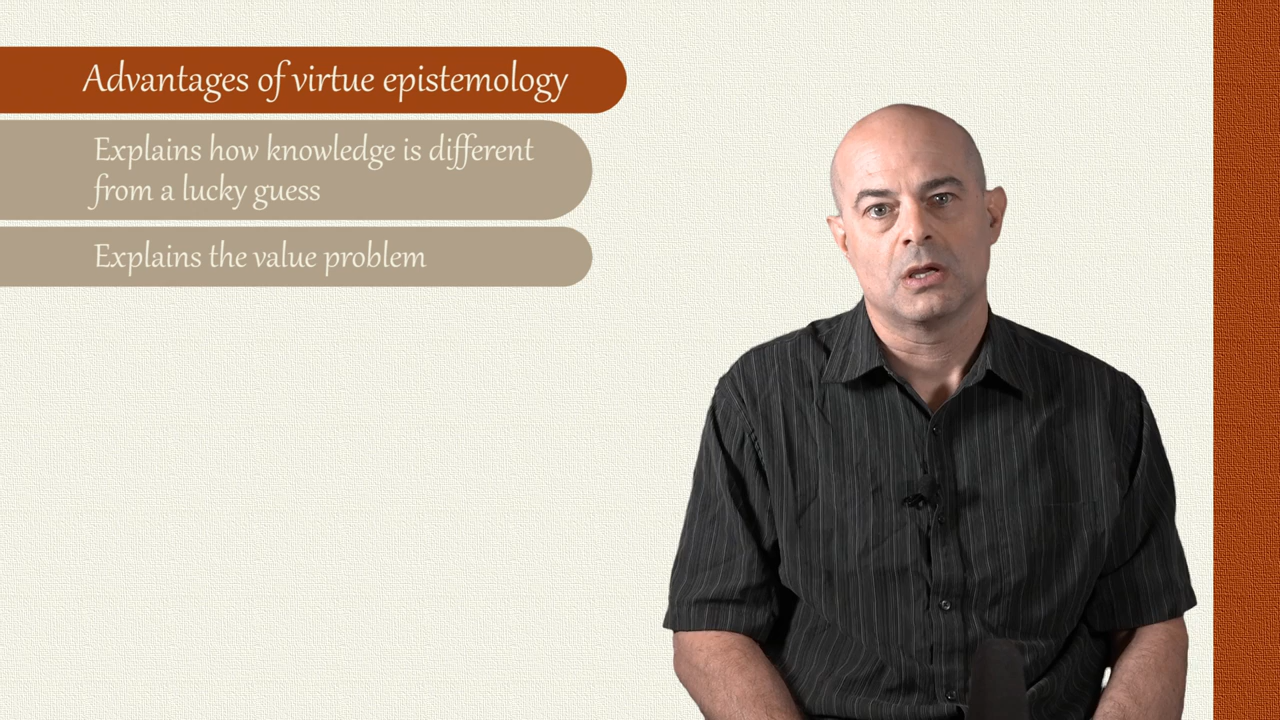 Advantages of virtue epistemology
Explains how knowledge is different
from a lucky guess
Explains the value problem